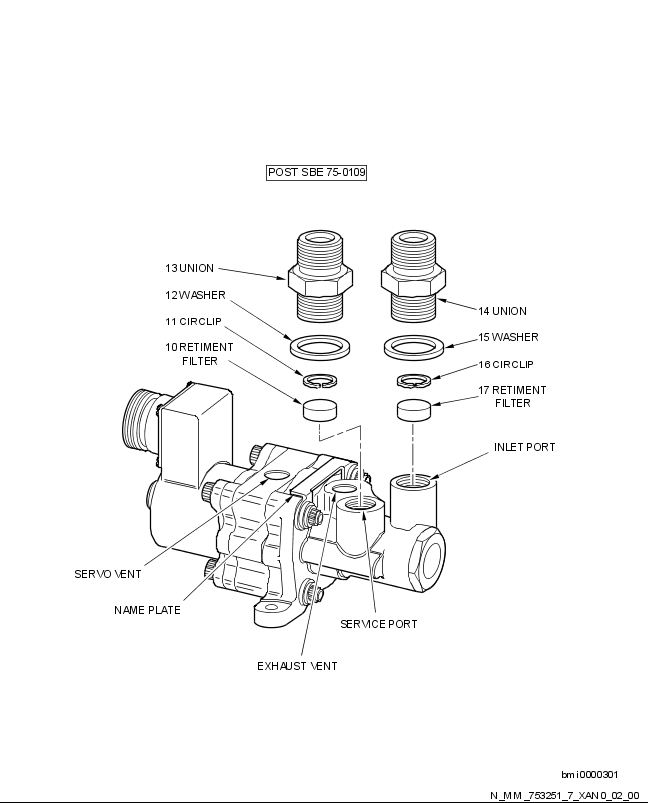 POST SBE 75-0109
13 UNION
12 WASHER
11 CIRCLIP
10 RETIMENT
FILTER
14 UNION
15 WASHER
16 CIRCLIP
17 RETIMENT
FILTER
INLET PORT
SERVO VENT
NAME PLATE
SERVICE PORT
EXHAUST VENT
bmi0000301
N_MM_753251_7_XAN0_02_00